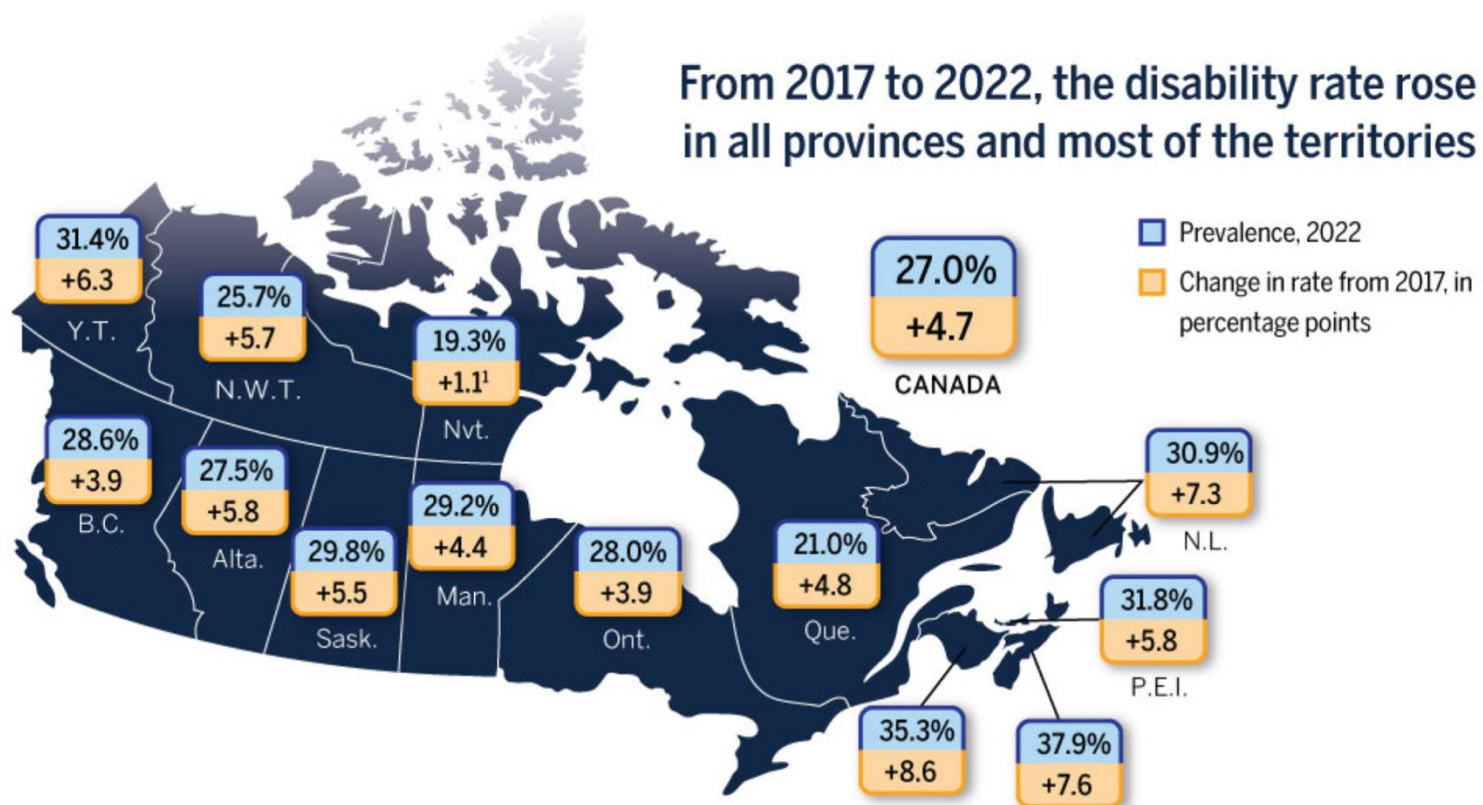 From 2017 to 2022, the disability rate rose
in all provinces and most of the territories
Prevalence, 2022
Change in rate from 2017, in
percentage points
27.0%
+4.7
CANADA
31.4%
+6.3
Y.T.
25.7%
+5.7
N.W.T.
19.3%
+1.1¹
Nvt.
28.6%
+3.9
B.C.
27.5%
+5.8
Alta.
29.8%
+5.5
Sask.
29.2%
+4.4
Man.
28.0%
+3.9
Ont.
21.0%
+4.8
Que.
30.9%
+7.3
N.L.
31.8%
+5.8
P.E.I.
35.3%
+8.6
37.9%
+7.6